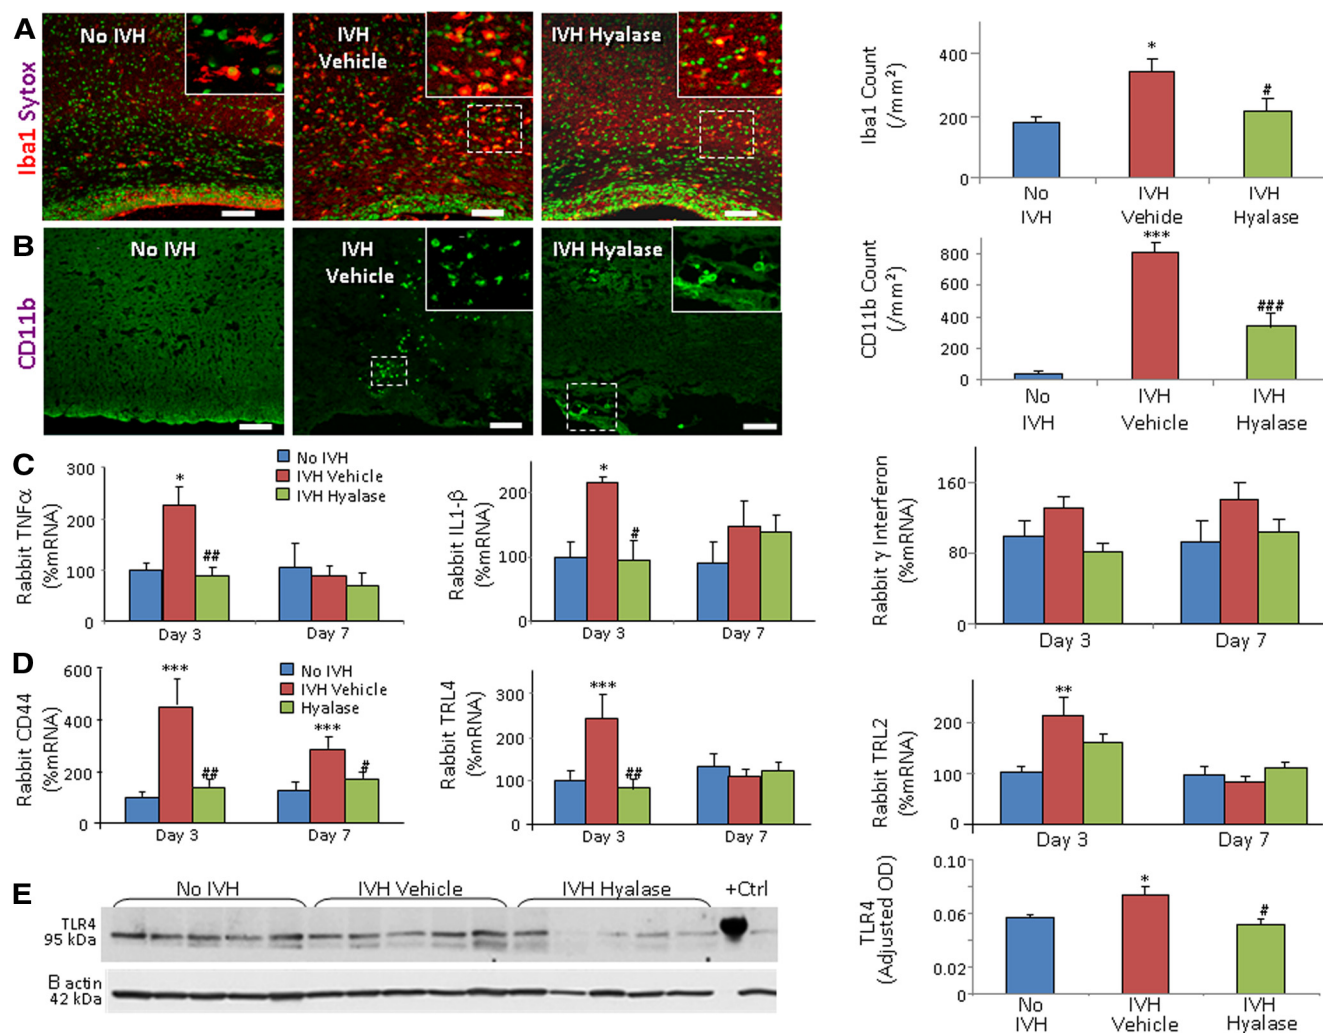 A
Iba1 Sytox
No IVH
IVH
Vehicle
IVH Hyalase
Iba1 Count
(/mm²)
400
200
0
*
#
No
IVH
IVH
Vehide
IVH
Hyalase
B
CD11b
No IVH
IVH
Vehicle
IVH Hyalase
CD11b Count
(/mm²)
800
600
400
200
0
***
###
No
IVH
IVH
Vehicle
IVH
Hyalase
C
Rabbit TNFα
(%mRNA)
300
200
100
0
*
##
No IVH
IVH Vehicle
IVH Hyalase
Day 3
Day 7
Rabbit IL1-β
(%mRNA)
200
100
0
*
#
Day 3
Day 7
Rabbit γ Interferon
(%mRNA)
160
80
0
Day 3
Day 7
D
Rabbit CD44
(%mRNA)
600
400
200
0
***
##
***
#
No IVH
IVH Vehicle
Hyalase
Day 3
Day 7
Rabbit TRL4
(%mRNA)
300
200
100
0
***
##
Day 3
Day 7
Rabbit TRL2
(%mRNA)
200
100
0
**
Day 3
Day 7
E
No IVH
IVH Vehicle
IVH Hyalase
+Ctrl
TLR4
95 kDa
B actin
42 kDa
TLR4
(Adjusted OD)
0.10
0.06
0.02
0
*
#
No
IVH
IVH
Vehicle
IVH
Hyalase